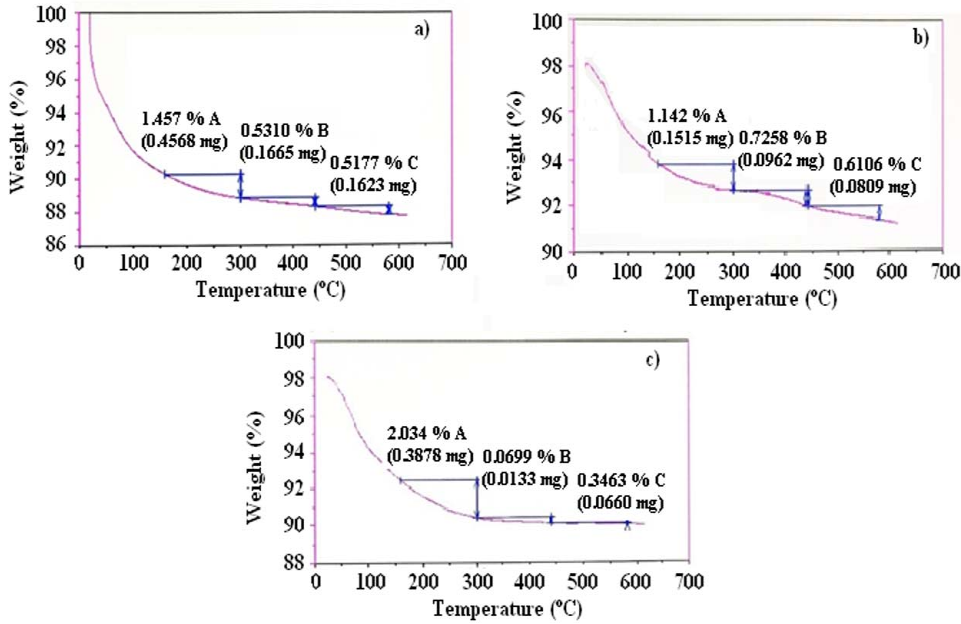 a)
Weight (%)
100
98
96
94
92
90
88
86
1.457 % A
(0.4568 mg)
0.5310 % B
(0.1665 mg)
0.5177 % C
(0.1623 mg)
0 100 200 300 400 500 600 700
Temperature (ºC)
b)
Weight (%)
100
98
96
94
92
90
1.142 % A
(0.1515 mg)
0.7258 % B
(0.0962 mg)
0.6106 % C
(0.0809 mg)
0 100 200 300 400 500 600 700
Temperature (ºC)
c)
Weight (%)
100
98
96
94
92
90
88
2.034 % A
(0.3878 mg)
0.0699 % B
(0.0133 mg)
0.3463 % C
(0.0660 mg)
0 100 200 300 400 500 600 700
Temperature (ºC)